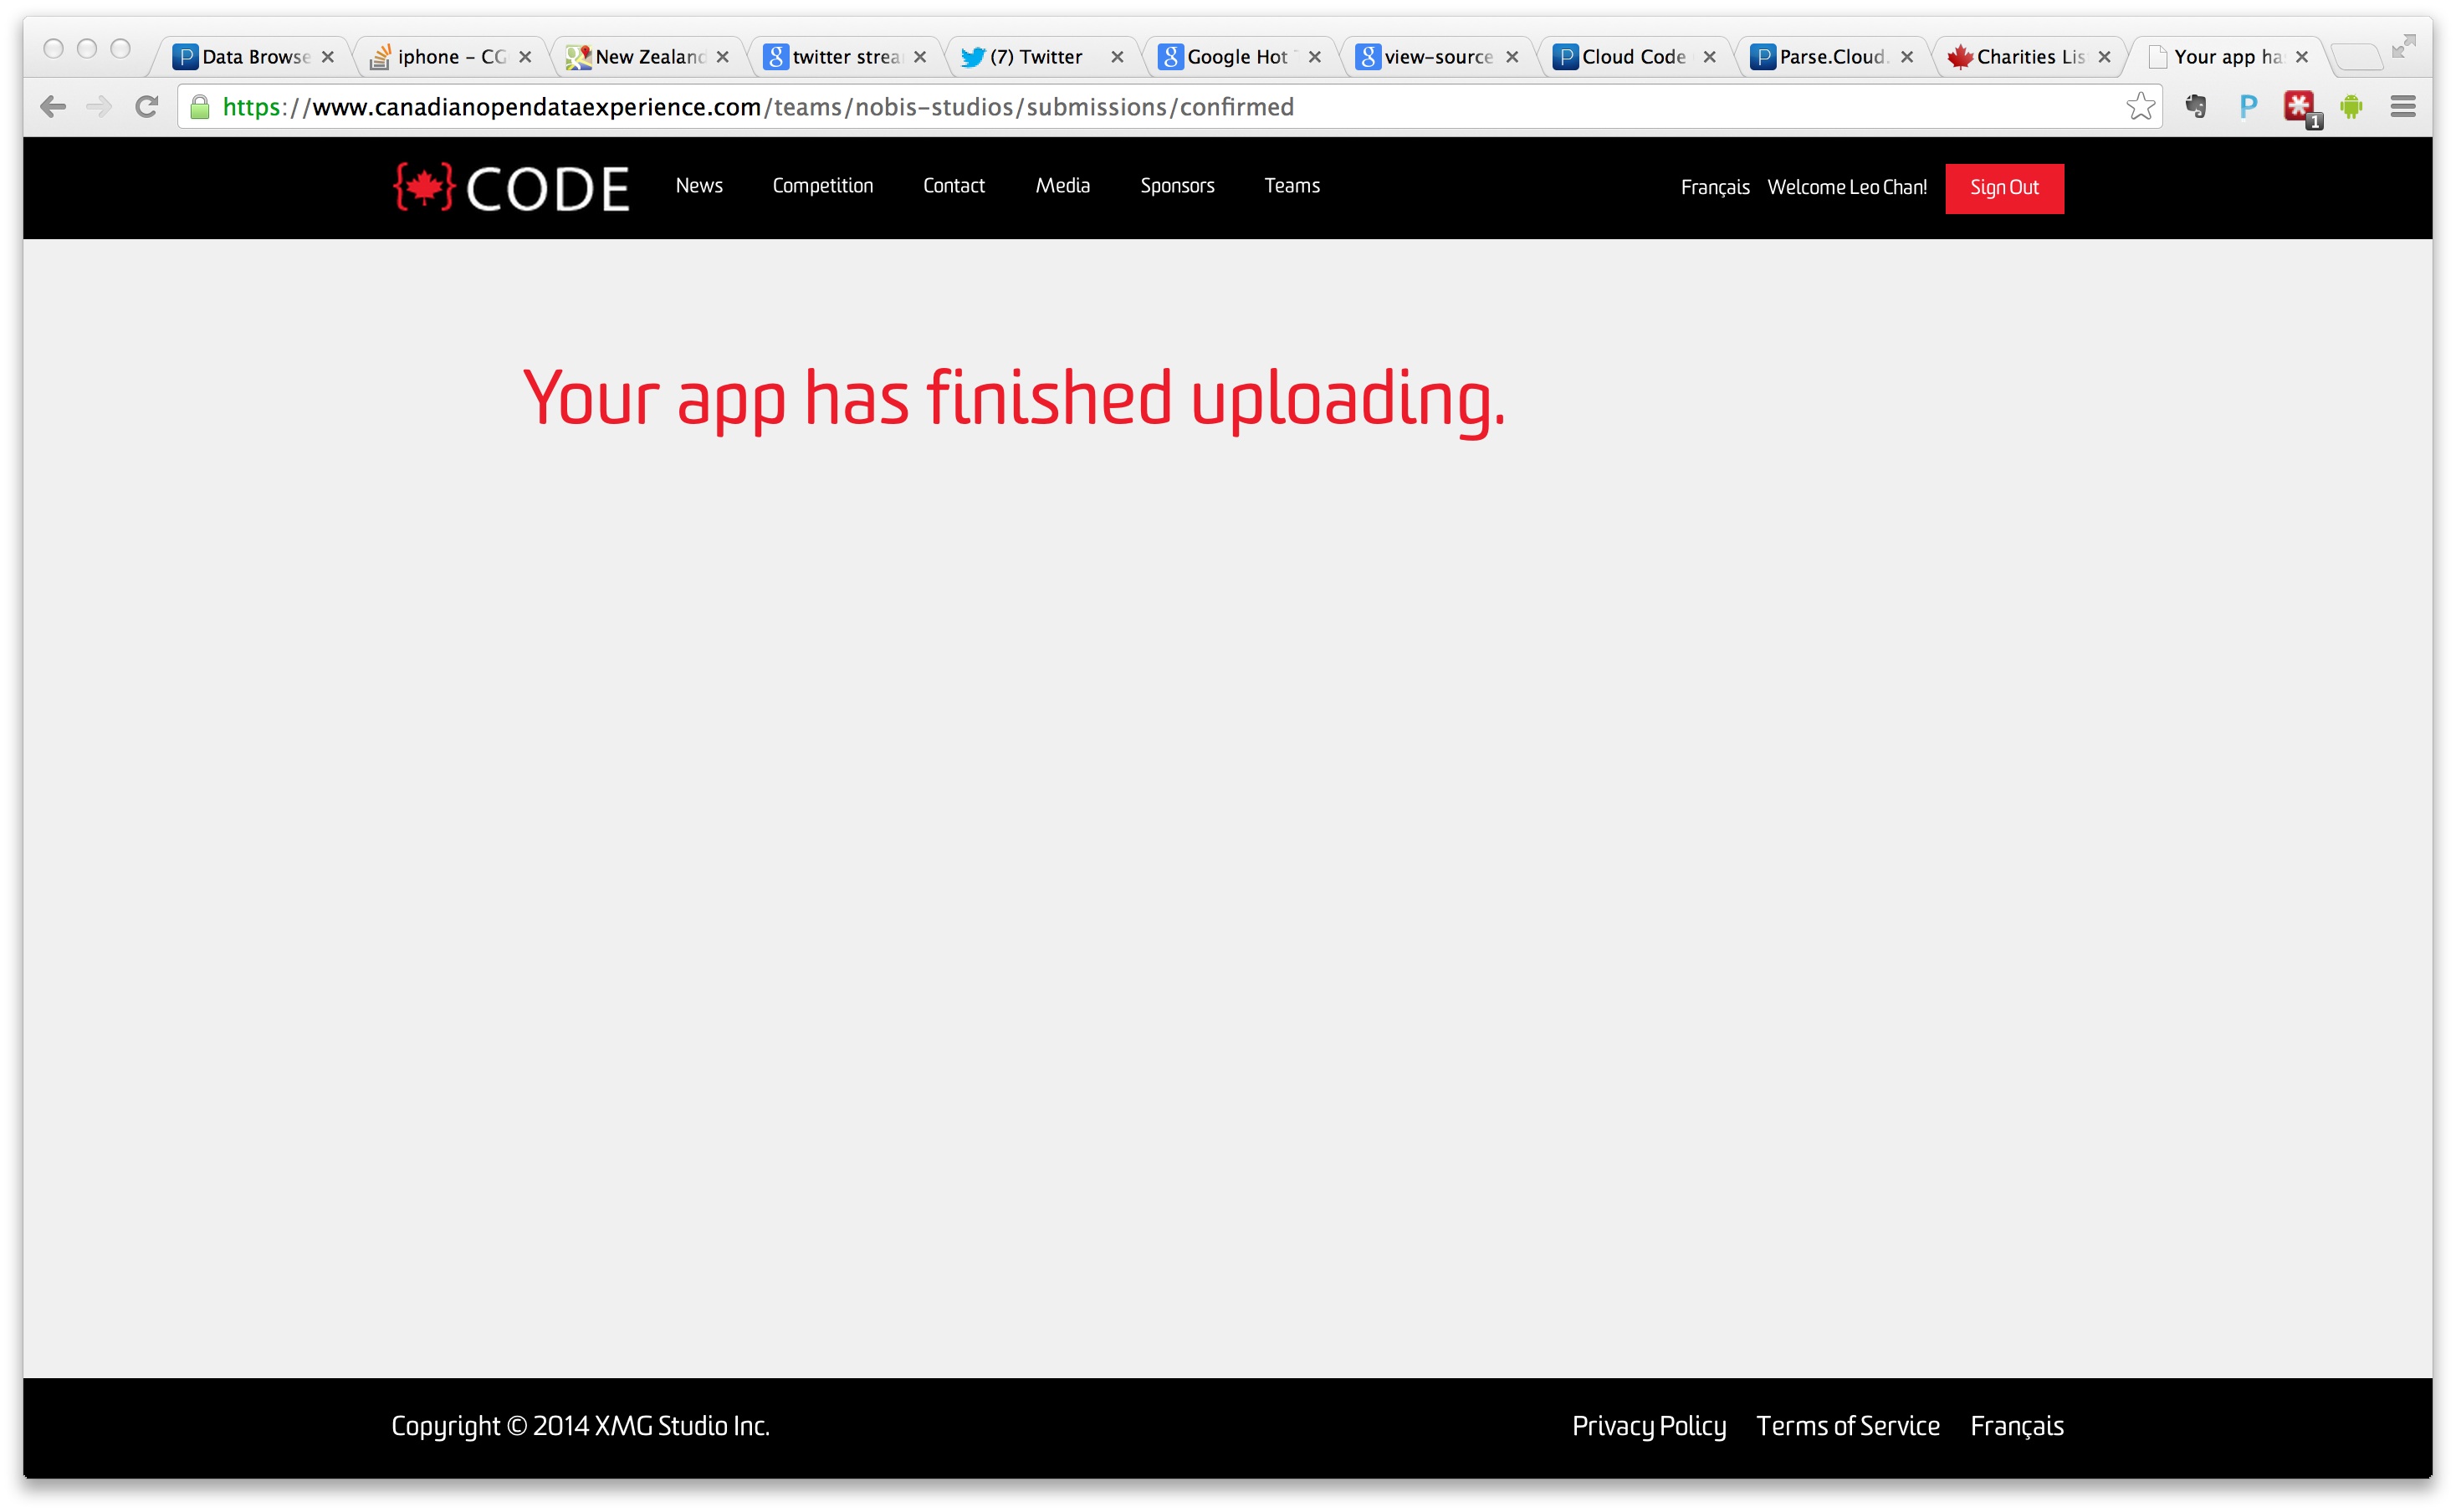 Data Browse
iphone – CG
New Zealand
twitter strea
(7) Twitter
Google Hot
view-source
Cloud Code
Parse.Cloud.
Charities Lis
Your app ha
https://www.canadianopendataexperience.com/teams/nobis-studios/submissions/confirmed
1
{ } CODE
News
Competition
Contact
Media
Sponsors
Teams
Français
Welcome Leo Chan!
Sign Out
Your app has finished uploading.
Copyright © 2014 XMG Studio Inc.
Privacy Policy
Terms of Service
Français